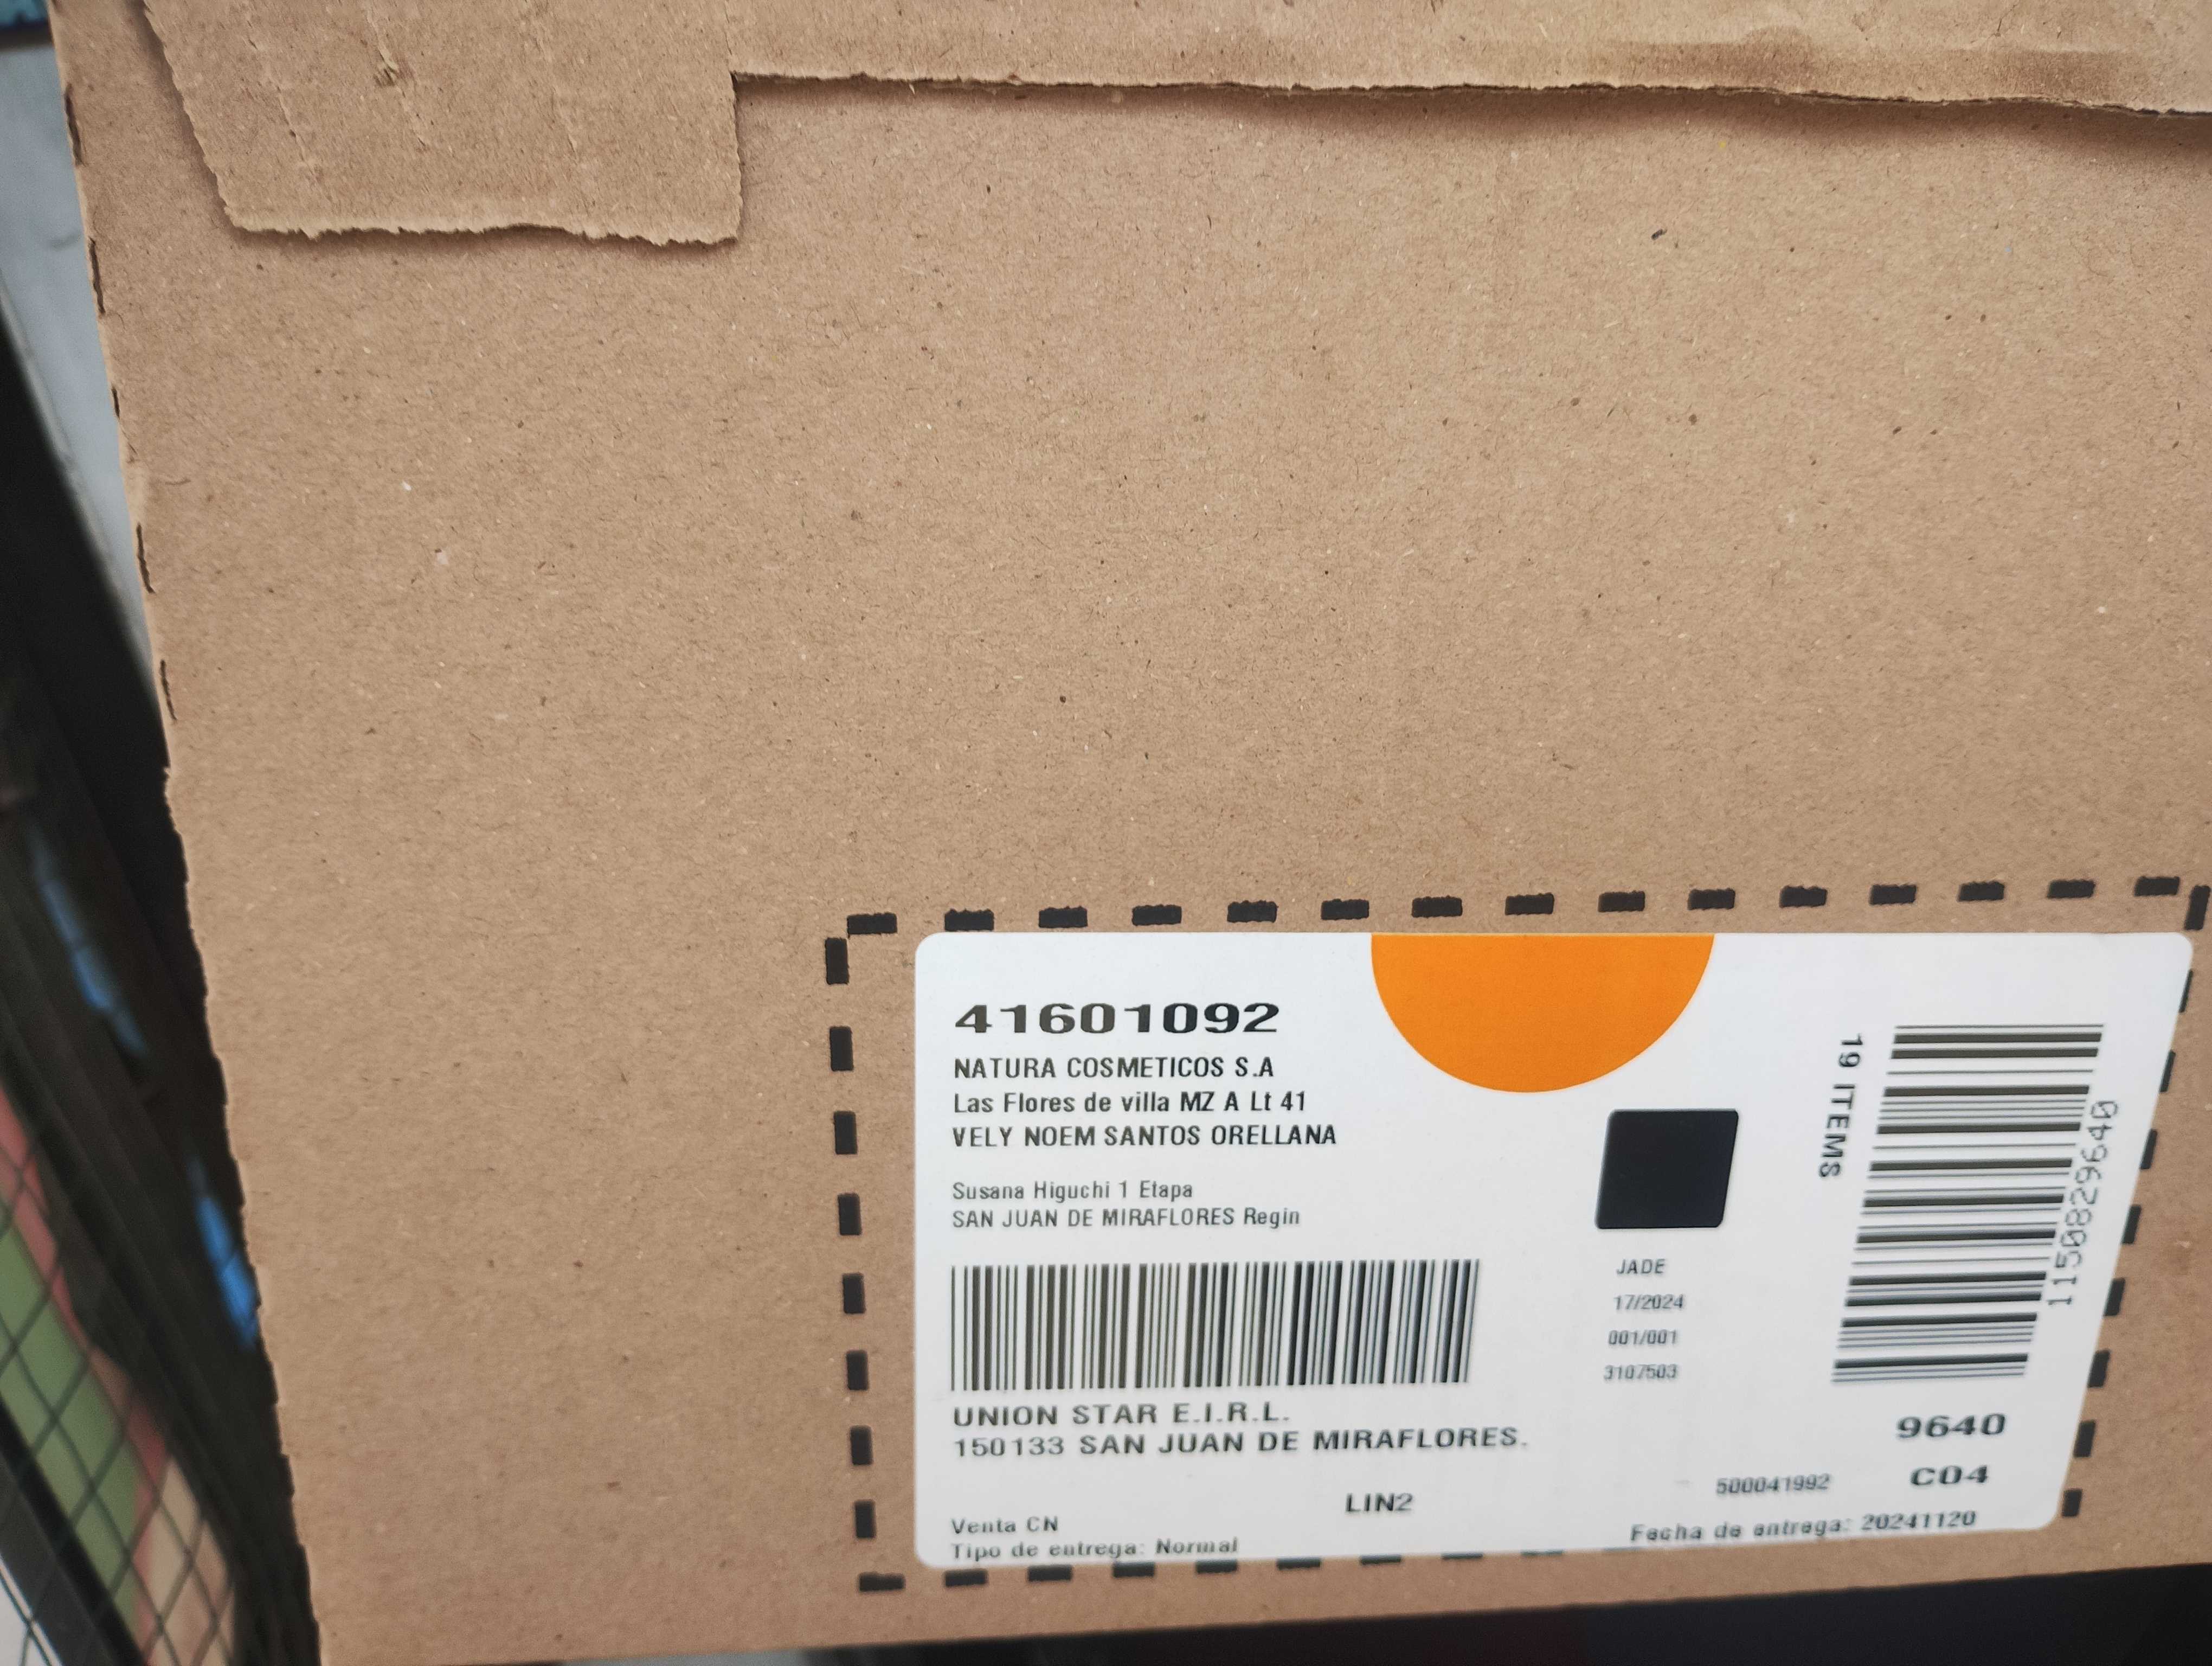 41601092
NATURA COSMETICOS S.A
Las Flores de villa MZ A Lt 41
VELY NOEM SANTOS ORELLANA
Susana Higuchi 1 Etapa
SAN JUAN DE MIRAFLORES Regin
UNION STAR E.I.R.L.
150133 SAN JUAN DE MIRAFLORES.
LIN2
Venta CN
Tipo de entrega: Normal
JADE
17/2024
001/001
3107503
19 ITEMS
1150829640
9640
C04
500041992
Fecha de entrega: 20241120